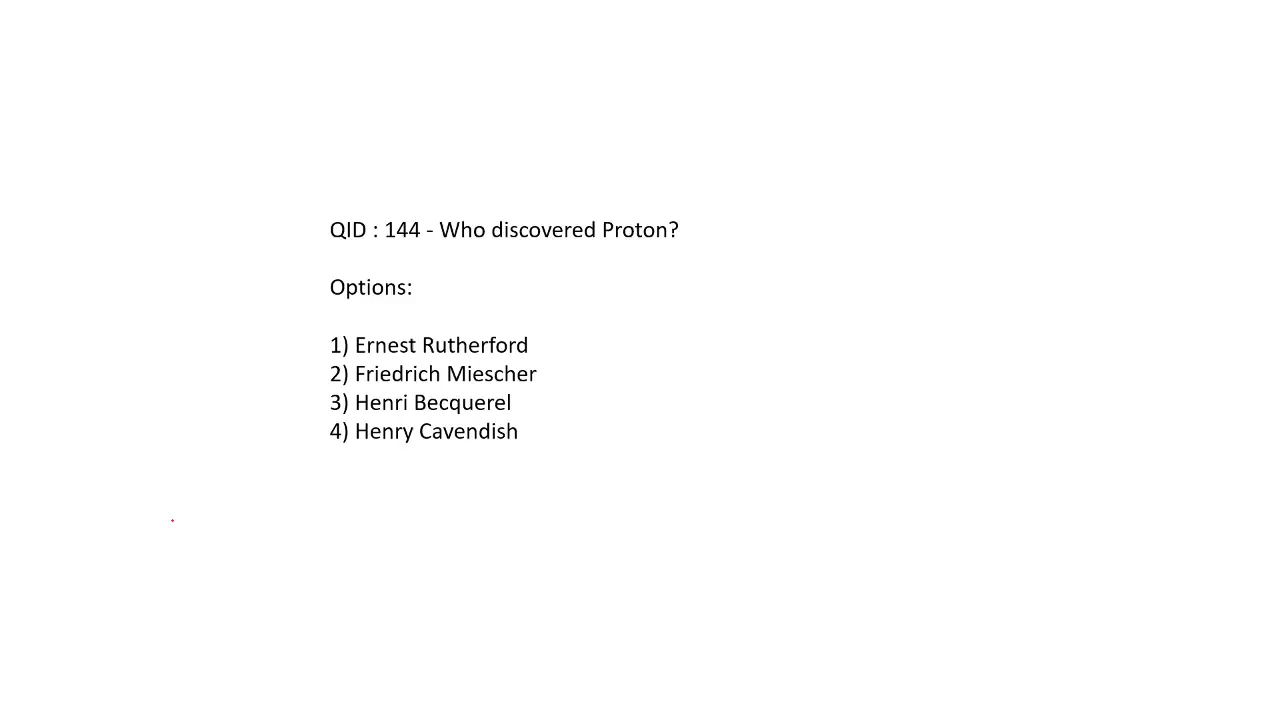 QID : 144 - Who discovered Proton?
Options:
1) Ernest Rutherford
2) Friedrich Miescher
3) Henri Becquerel
4) Henry Cavendish